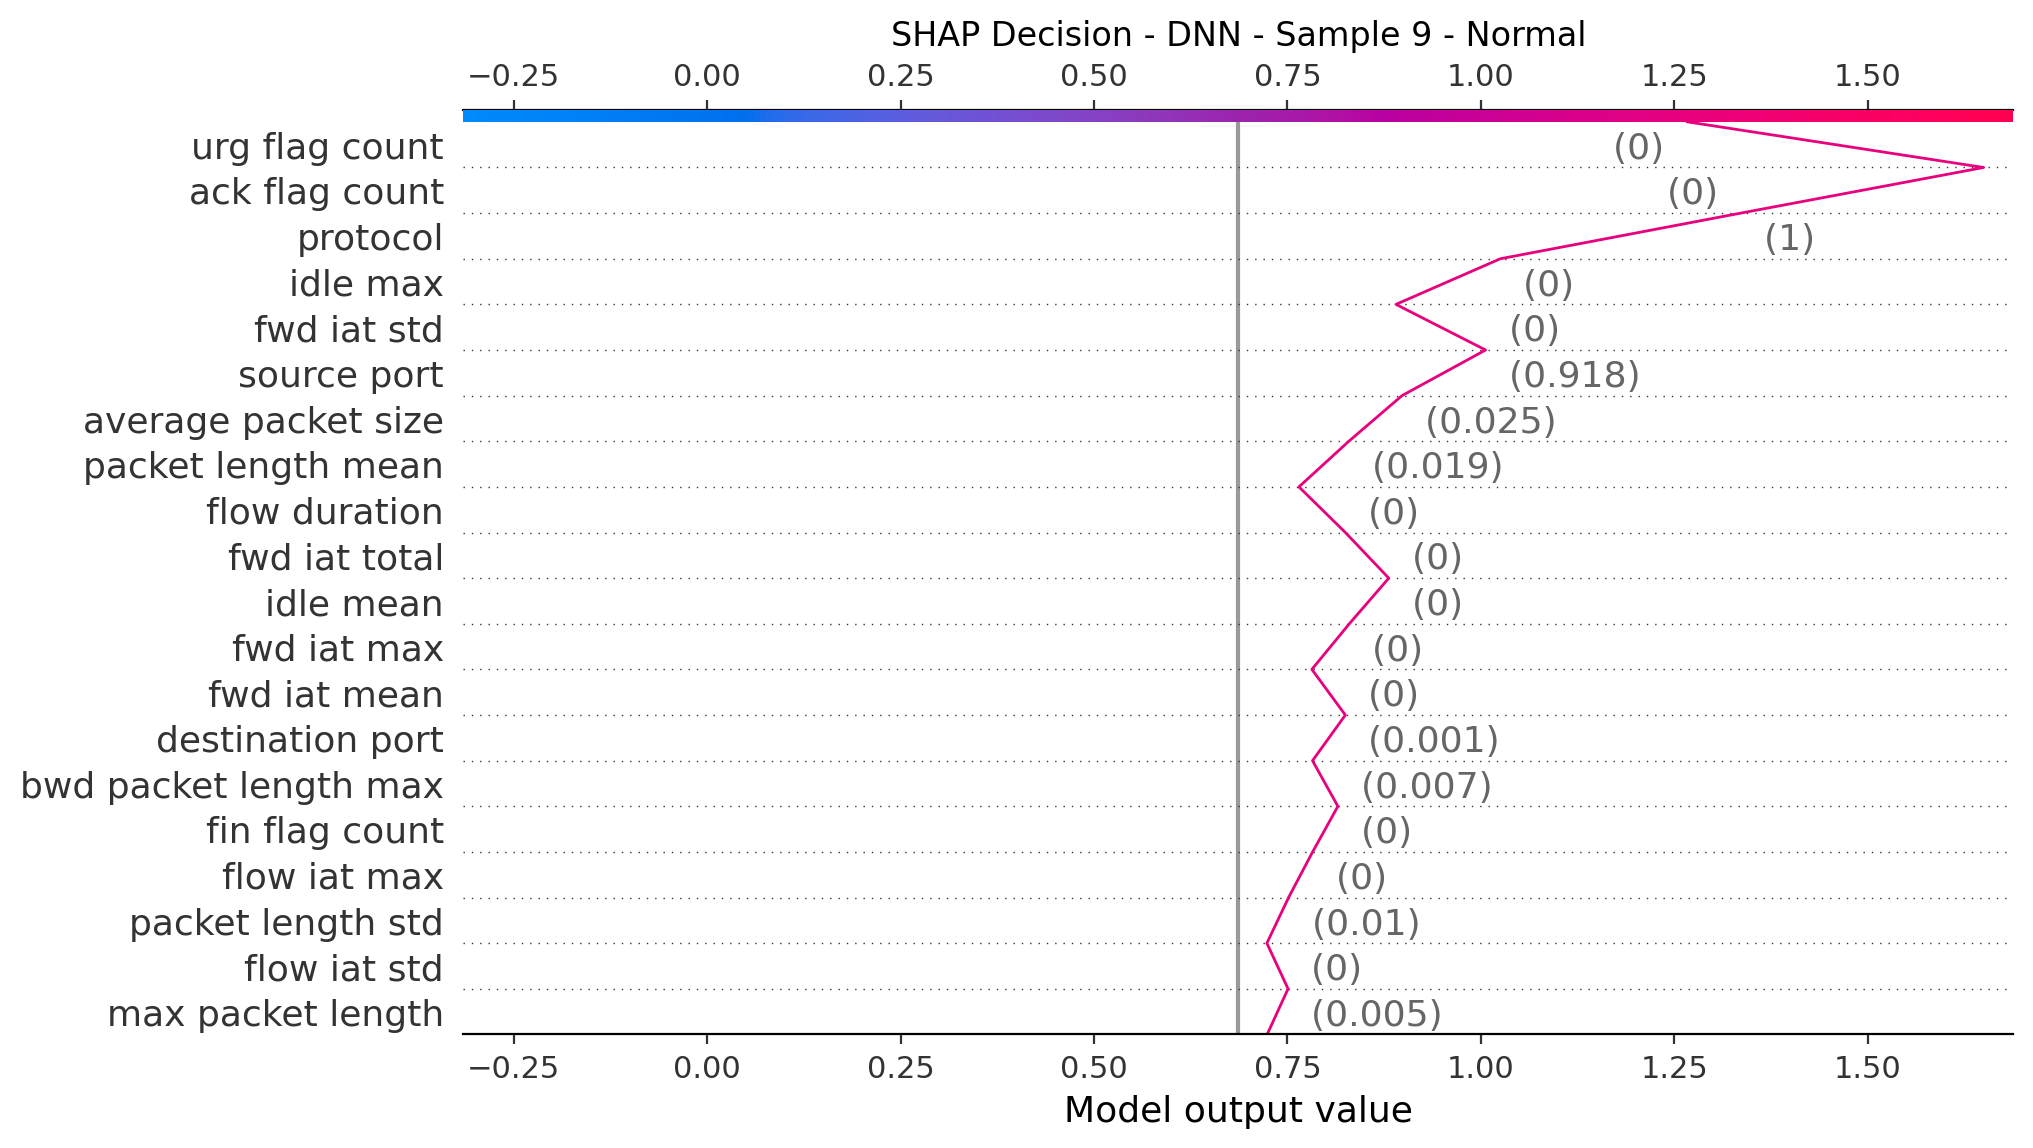 SHAP Decision - DNN - Sample 9 - Normal
−0.25 0.00 0.25 0.50 0.75 1.00 1.25 1.50
urg flag count (0)
ack flag count (0)
protocol (1)
idle max (0)
fwd iat std (0)
source port (0.918)
average packet size (0.025)
packet length mean (0.019)
flow duration (0)
fwd iat total (0)
idle mean (0)
fwd iat max (0)
fwd iat mean (0)
destination port (0.001)
bwd packet length max (0.007)
fin flag count (0)
flow iat max (0)
packet length std (0.01)
flow iat std (0)
max packet length (0.005)
−0.25 0.00 0.25 0.50 0.75 1.00 1.25 1.50
Model output value